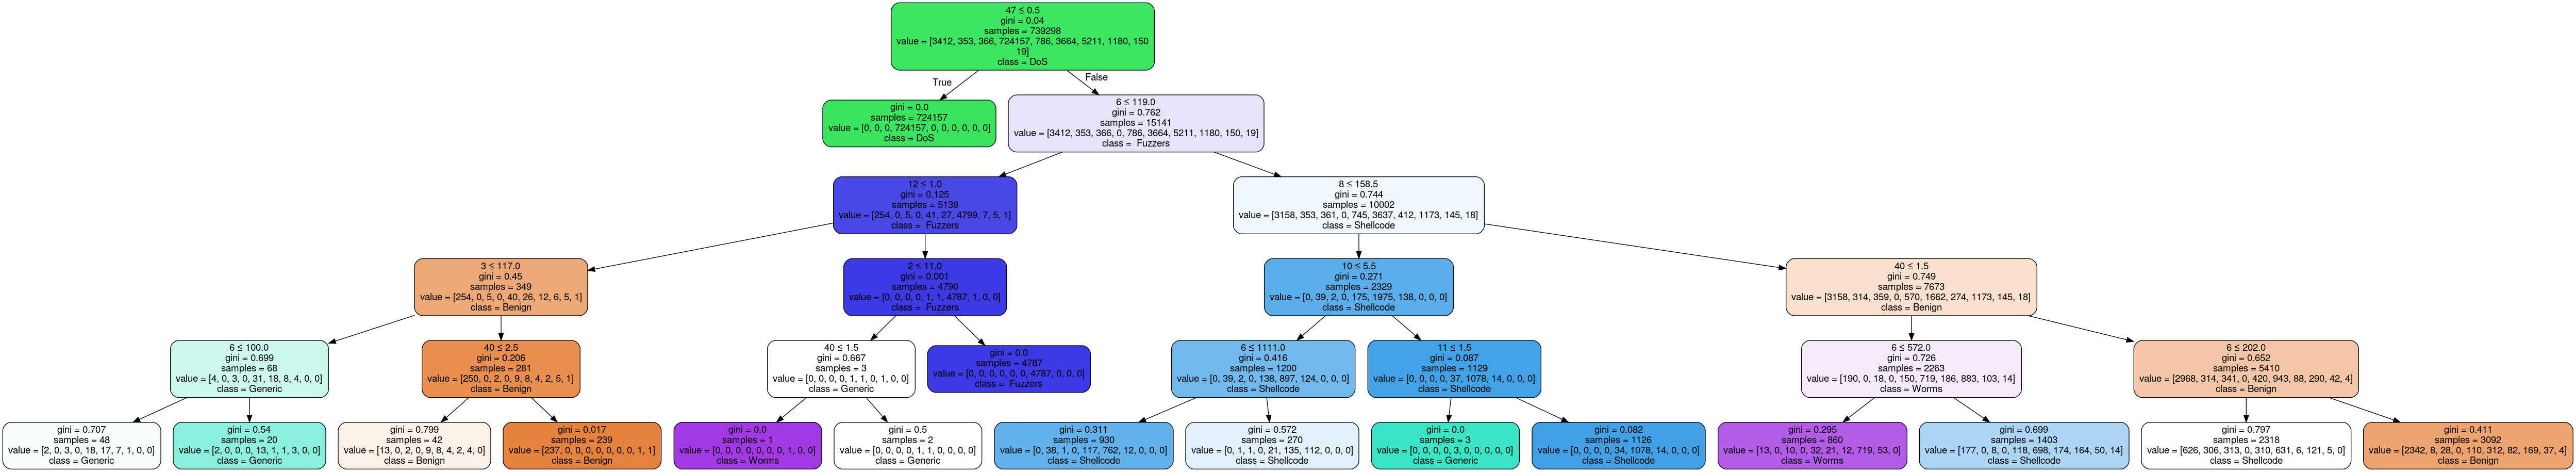 47 ≤ 0.5
gini = 0.04
samples = 739298
value = [3412, 353, 366, 724157, 786, 3664, 5211, 1180, 150
19]
class = DoS
True
False
gini = 0.0
samples = 724157
value = [0, 0, 0, 724157, 0, 0, 0, 0, 0, 0]
class = DoS
6 ≤ 119.0
gini = 0.762
samples = 15141
value = [3412, 353, 366, 0, 786, 3664, 5211, 1180, 150, 19]
class =  Fuzzers
12 ≤ 1.0
gini = 0.125
samples = 5139
value = [254, 0, 5, 0, 41, 27, 4799, 7, 5, 1]
class =  Fuzzers
8 ≤ 158.5
gini = 0.744
samples = 10002
value = [3158, 353, 361, 0, 745, 3637, 412, 1173, 145, 18]
class = Shellcode
3 ≤ 117.0
gini = 0.45
samples = 349
value = [254, 0, 5, 0, 40, 26, 12, 6, 5, 1]
class = Benign
2 ≤ 11.0
gini = 0.001
samples = 4790
value = [0, 0, 0, 0, 1, 1, 4787, 1, 0, 0]
class =  Fuzzers
10 ≤ 5.5
gini = 0.271
samples = 2329
value = [0, 39, 2, 0, 175, 1975, 138, 0, 0, 0]
class = Shellcode
40 ≤ 1.5
gini = 0.749
samples = 7673
value = [3158, 314, 359, 0, 570, 1662, 274, 1173, 145, 18]
class = Benign
6 ≤ 100.0
gini = 0.699
samples = 68
value = [4, 0, 3, 0, 31, 18, 8, 4, 0, 0]
class = Generic
40 ≤ 2.5
gini = 0.206
samples = 281
value = [250, 0, 2, 0, 9, 8, 4, 2, 5, 1]
class = Benign
40 ≤ 1.5
gini = 0.667
samples = 3
value = [0, 0, 0, 0, 1, 1, 0, 1, 0, 0]
class = Generic
gini = 0.0
samples = 4787
value = [0, 0, 0, 0, 0, 0, 4787, 0, 0, 0]
class =  Fuzzers
6 ≤ 1111.0
gini = 0.416
samples = 1200
value = [0, 39, 2, 0, 138, 897, 124, 0, 0, 0]
class = Shellcode
11 ≤ 1.5
gini = 0.087
samples = 1129
value = [0, 0, 0, 0, 37, 1078, 14, 0, 0, 0]
class = Shellcode
6 ≤ 572.0
gini = 0.726
samples = 2263
value = [190, 0, 18, 0, 150, 719, 186, 883, 103, 14]
class = Worms
6 ≤ 202.0
gini = 0.652
samples = 5410
value = [2968, 314, 341, 0, 420, 943, 88, 290, 42, 4]
class = Benign
gini = 0.707
samples = 48
value = [2, 0, 3, 0, 18, 17, 7, 1, 0, 0]
class = Generic
gini = 0.54
samples = 20
value = [2, 0, 0, 0, 13, 1, 1, 3, 0, 0]
class = Generic
gini = 0.799
samples = 42
value = [13, 0, 2, 0, 9, 8, 4, 2, 4, 0]
class = Benign
gini = 0.017
samples = 239
value = [237, 0, 0, 0, 0, 0, 0, 0, 1, 1]
class = Benign
gini = 0.0
samples = 1
value = [0, 0, 0, 0, 0, 0, 0, 1, 0, 0]
class = Worms
gini = 0.5
samples = 2
value = [0, 0, 0, 0, 1, 1, 0, 0, 0, 0]
class = Generic
gini = 0.311
samples = 930
value = [0, 38, 1, 0, 117, 762, 12, 0, 0, 0]
class = Shellcode
gini = 0.572
samples = 270
value = [0, 1, 1, 0, 21, 135, 112, 0, 0, 0]
class = Shellcode
gini = 0.0
samples = 3
value = [0, 0, 0, 0, 3, 0, 0, 0, 0, 0]
class = Generic
gini = 0.082
samples = 1126
value = [0, 0, 0, 0, 34, 1078, 14, 0, 0, 0]
class = Shellcode
gini = 0.295
samples = 860
value = [13, 0, 10, 0, 32, 21, 12, 719, 53, 0]
class = Worms
gini = 0.699
samples = 1403
value = [177, 0, 8, 0, 118, 698, 174, 164, 50, 14]
class = Shellcode
gini = 0.797
samples = 2318
value = [626, 306, 313, 0, 310, 631, 6, 121, 5, 0]
class = Shellcode
gini = 0.411
samples = 3092
value = [2342, 8, 28, 0, 110, 312, 82, 169, 37, 4]
class = Benign